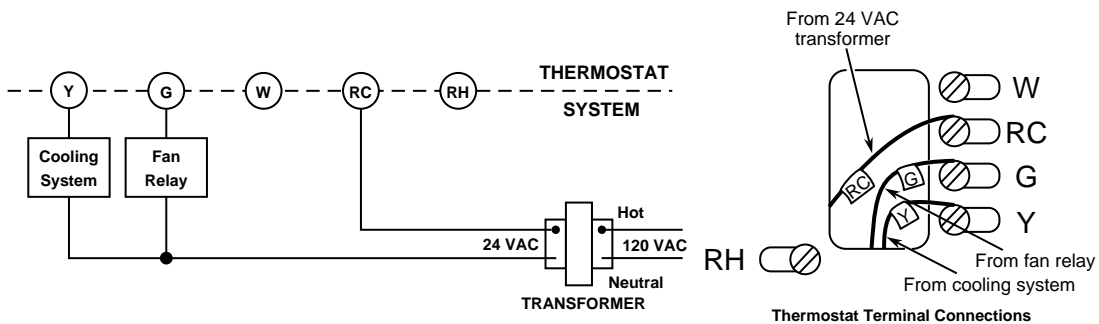 Y G W RC RH
THERMOSTAT
SYSTEM
Cooling
System
Fan
Relay
Hot
24 VAC
120 VAC
Neutral
TRANSFORMER
From 24 VAC
transformer
W
RC
G
Y
RH
RC
G
Y
From fan relay
From cooling system
Thermostat Terminal Connections